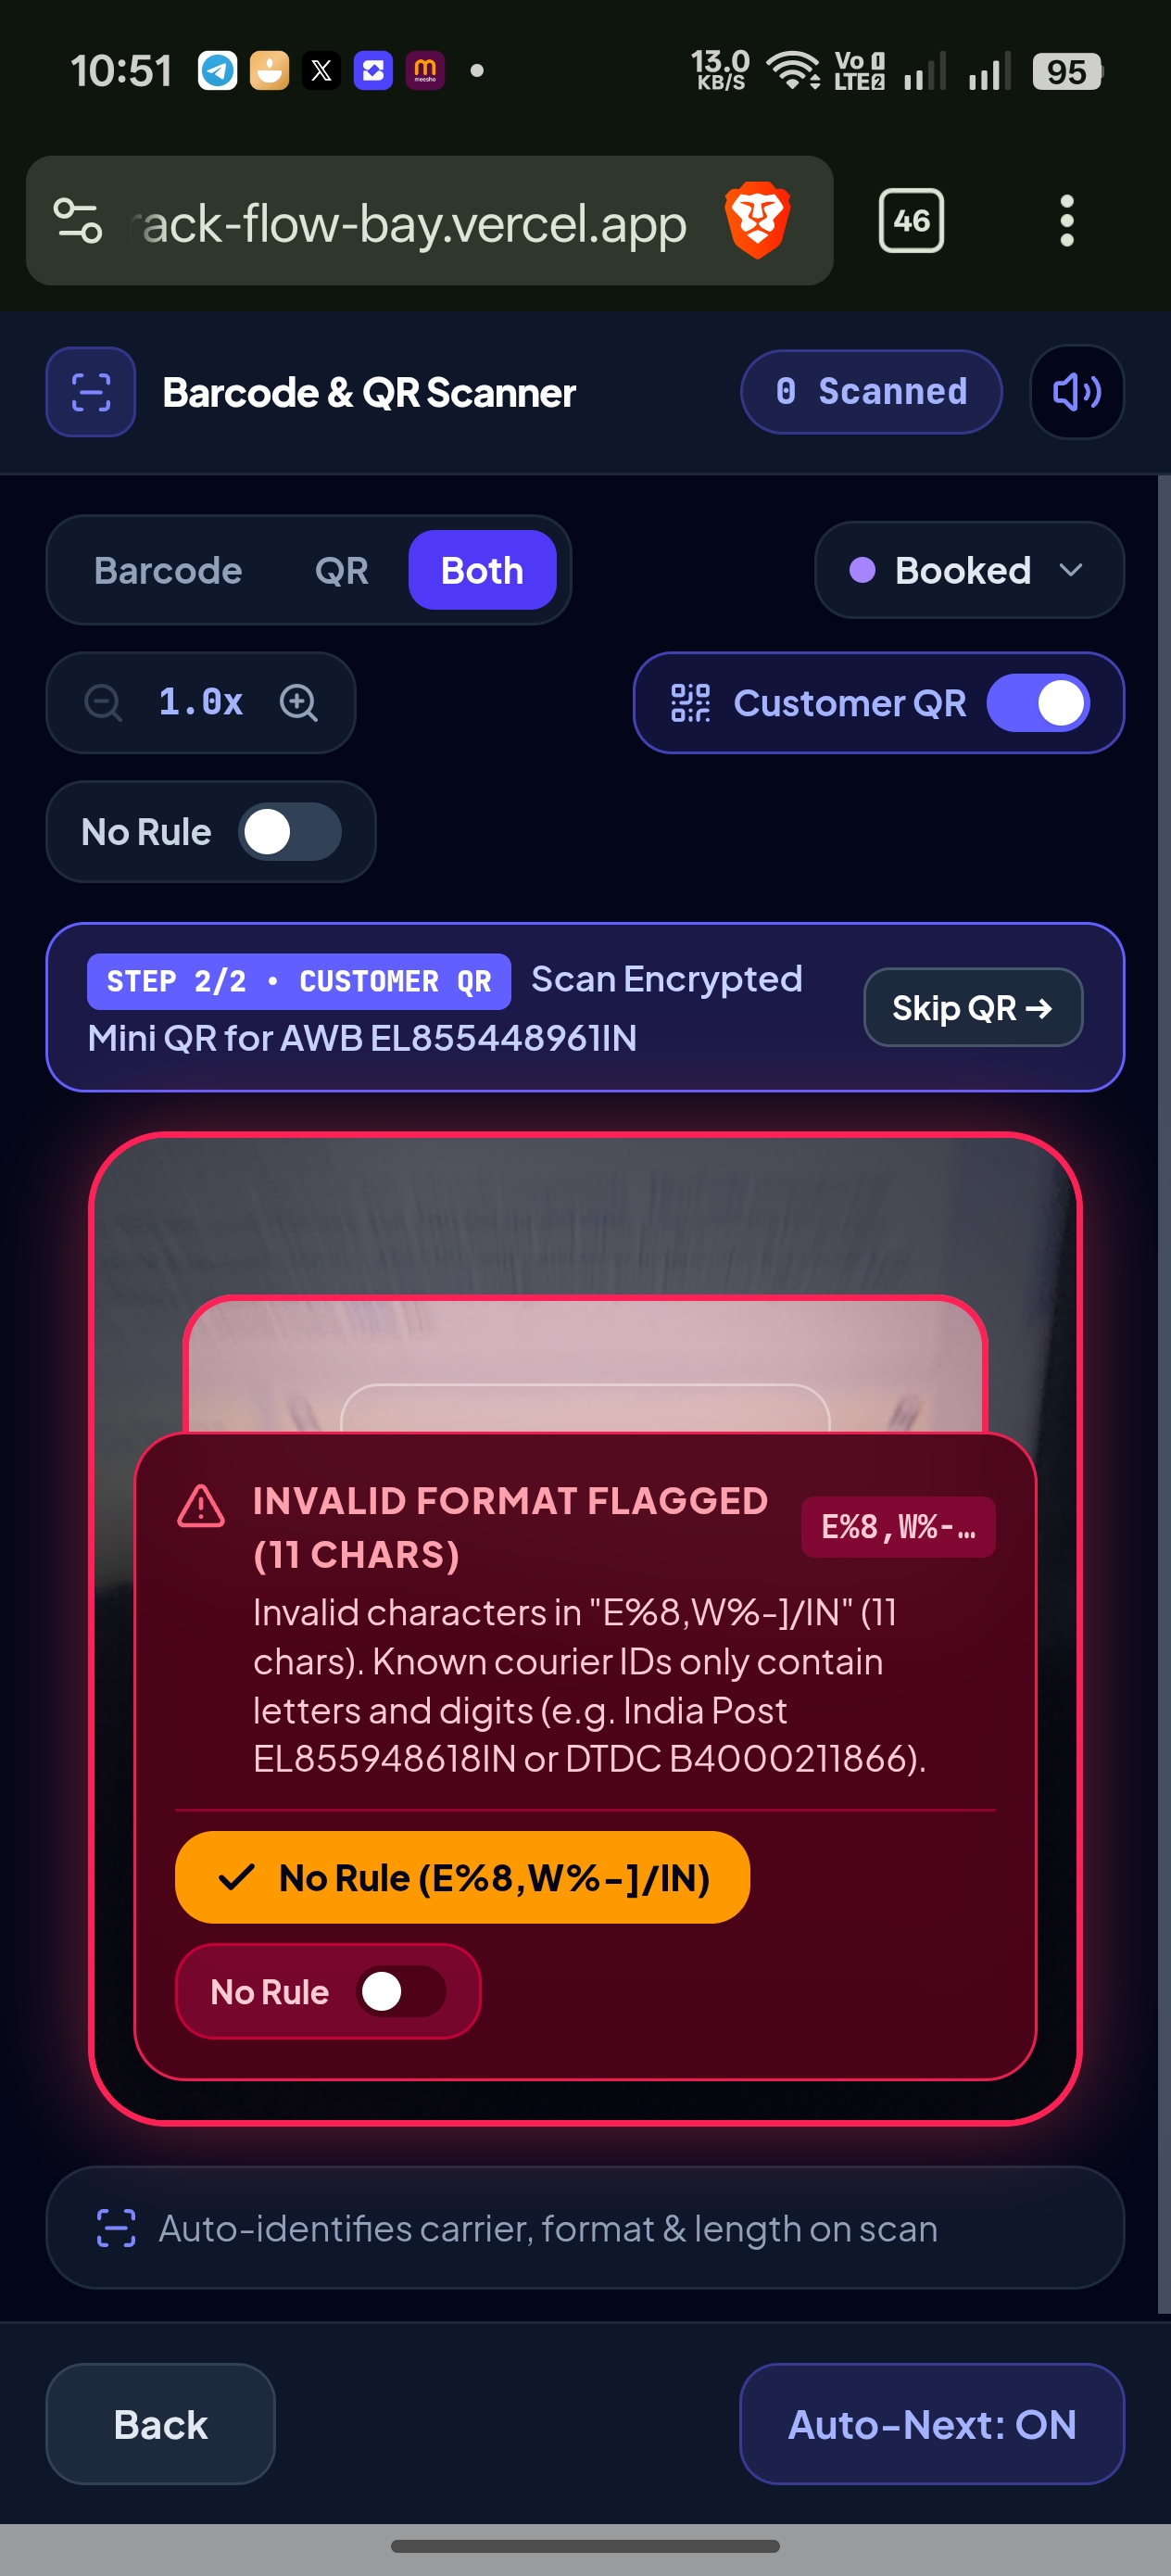 10:51
13.0 KB/S
Vo 1 LTE2
95
ack-flow-bay.vercel.app
46
Barcode & QR Scanner
0 Scanned
Barcode QR Both
Booked
1.0x
Customer QR
No Rule
STEP 2/2 • CUSTOMER QR Scan Encrypted
Mini QR for AWB EL855448961IN
Skip QR →
INVALID FORMAT FLAGGED
(11 CHARS)
E%8,W%-…
Invalid characters in "E%8,W%-]/IN" (11
chars). Known courier IDs only contain
letters and digits (e.g. India Post
EL855948618IN or DTDC B4000211866).
No Rule (E%8,W%-]/IN)
No Rule
Auto-identifies carrier, format & length on scan
Back
Auto-Next: ON